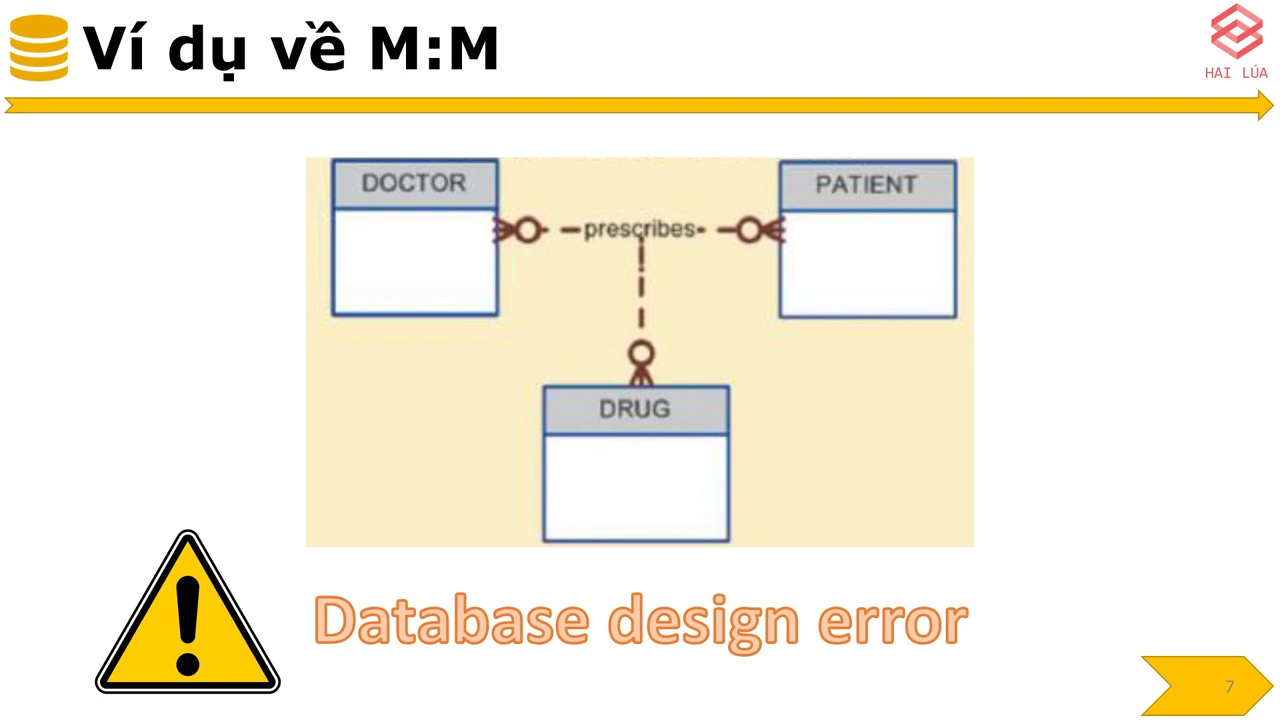 Ví dụ về M:M
HAI LÚA
DOCTOR
PATIENT
prescribes
DRUG
Database design error
7